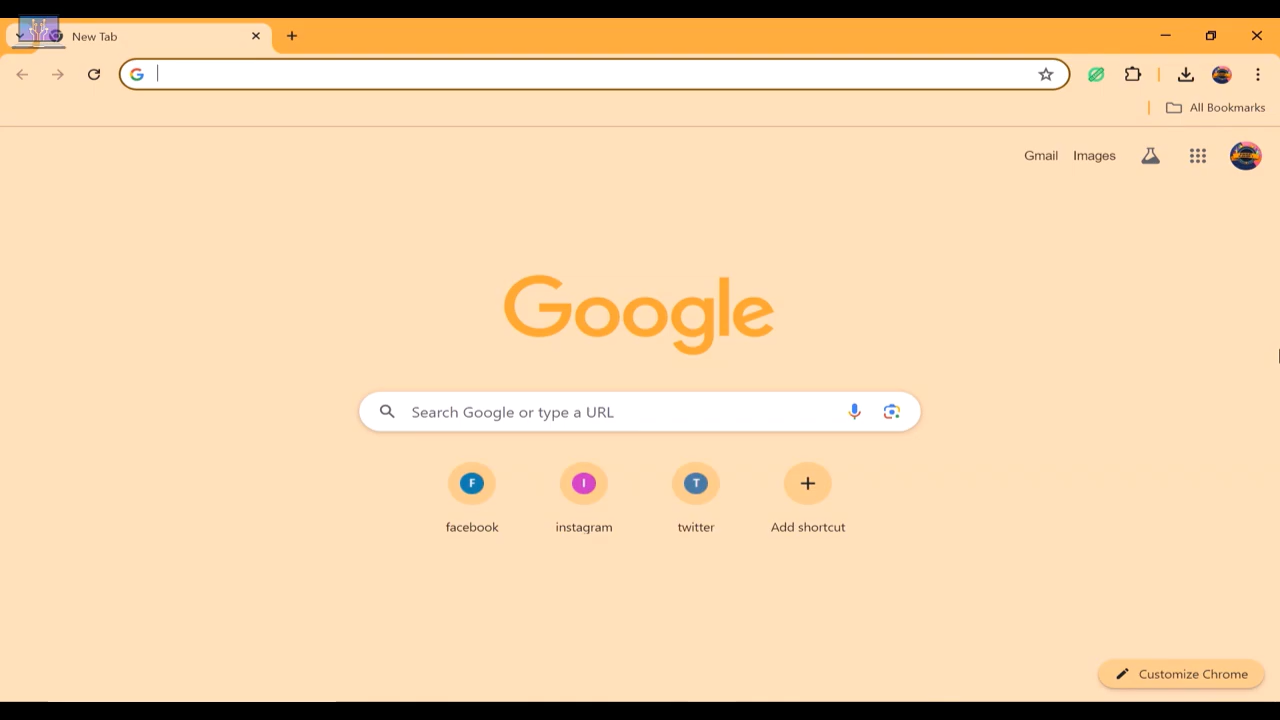 New Tab
All Bookmarks
Gmail Images
Google
Search Google or type a URL
F I T
facebook instagram twitter Add shortcut
Customize Chrome